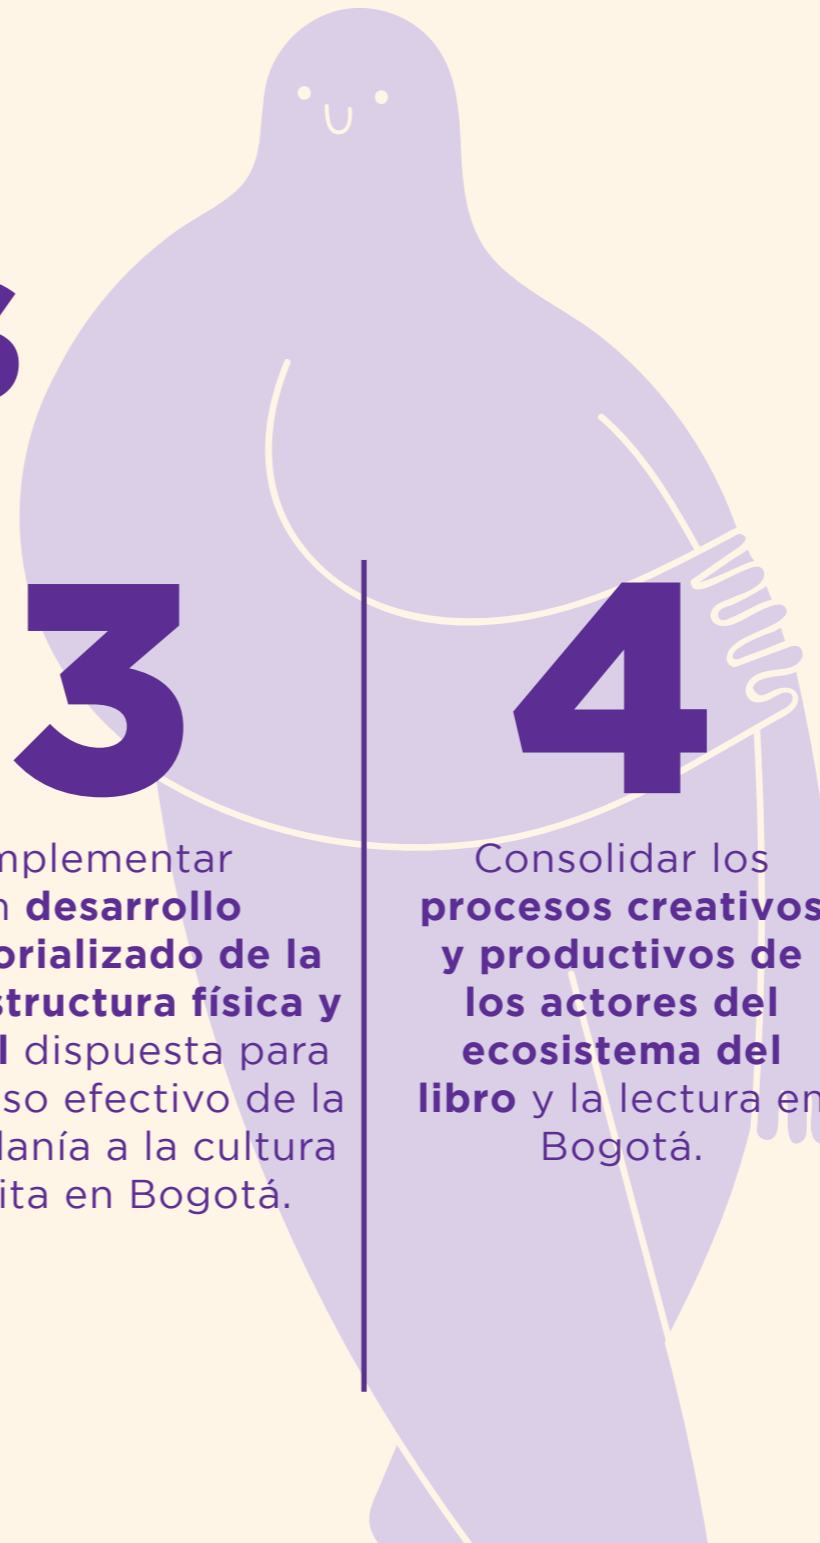 s
3
mplementar
n desarrollo
orializado de la
structura física y
l dispuesta para
so efectivo de la
lanía a la cultura
ita en Bogotá.
4
Consolidar los
procesos creativos
y productivos de
los actores del
ecosistema del
libro y la lectura en
Bogotá.